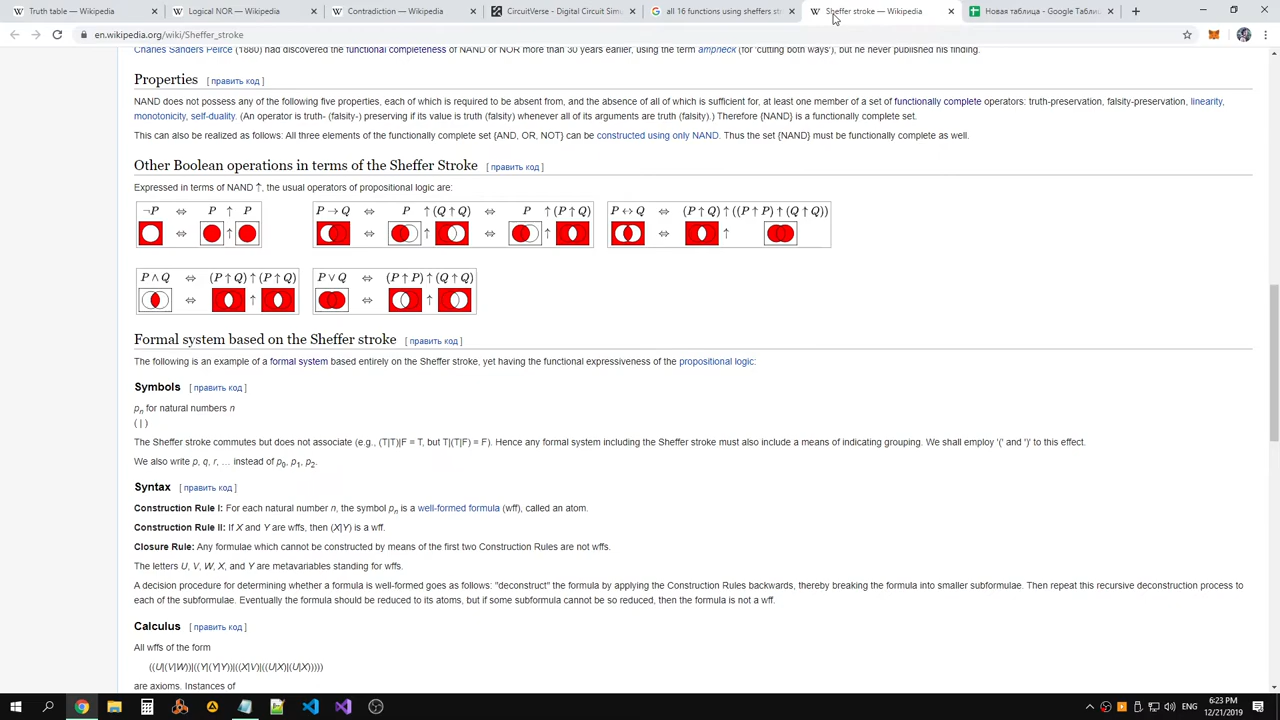 Truth table — Wikipedia
Logical NOR — Wikipedia
Contradiction — Wikipedia
CircuitVerse - Digital Circuit Simu
all 16 functions using sheffers str
Sheffer stroke — Wikipedia
Новая таблица - Google Таблиц
en.wikipedia.org/wiki/Sheffer_stroke
Charles Sanders Peirce (1880) had discovered the functional completeness of NAND or NOR more than 30 years earlier, using the term ampheck (for 'cutting both ways'), but he never published his finding.
Properties [ править код ]
NAND does not possess any of the following five properties, each of which is required to be absent from, and the absence of all of which is sufficient for, at least one member of a set of functionally complete operators: truth-preservation, falsity-preservation, linearity,
monotonicity, self-duality. (An operator is truth- (falsity-) preserving if its value is truth (falsity) whenever all of its arguments are truth (falsity).) Therefore {NAND} is a functionally complete set.
This can also be realized as follows: All three elements of the functionally complete set {AND, OR, NOT} can be constructed using only NAND. Thus the set {NAND} must be functionally complete as well.
Other Boolean operations in terms of the Sheffer Stroke [ править код ]
Expressed in terms of NAND ↑, the usual operators of propositional logic are:
¬P ⇔ P ↑ P
⇔ ↑
P → Q ⇔ P ↑ (Q ↑ Q) ⇔ P ↑ (P ↑ Q)
⇔ ↑ ⇔ ↑
P ↔ Q ⇔ (P ↑ Q) ↑ ((P ↑ P) ↑ (Q ↑ Q))
⇔ ↑
P ∧ Q ⇔ (P ↑ Q) ↑ (P ↑ Q)
⇔ ↑
P ∨ Q ⇔ (P ↑ P) ↑ (Q ↑ Q)
⇔ ↑
Formal system based on the Sheffer stroke [ править код ]
The following is an example of a formal system based entirely on the Sheffer stroke, yet having the functional expressiveness of the propositional logic:
Symbols [ править код ]
pn for natural numbers n
( | )
The Sheffer stroke commutes but does not associate (e.g., (T|T)|F = T, but T|(T|F) = F). Hence any formal system including the Sheffer stroke must also include a means of indicating grouping. We shall employ '(' and ')' to this effect.
We also write p, q, r, … instead of p0, p1, p2.
Syntax [ править код ]
Construction Rule I: For each natural number n, the symbol pn is a well-formed formula (wff), called an atom.
Construction Rule II: If X and Y are wffs, then (X|Y) is a wff.
Closure Rule: Any formulae which cannot be constructed by means of the first two Construction Rules are not wffs.
The letters U, V, W, X, and Y are metavariables standing for wffs.
A decision procedure for determining whether a formula is well-formed goes as follows: "deconstruct" the formula by applying the Construction Rules backwards, thereby breaking the formula into smaller subformulae. Then repeat this recursive deconstruction process to
each of the subformulae. Eventually the formula should be reduced to its atoms, but if some subformula cannot be so reduced, then the formula is not a wff.
Calculus [ править код ]
All wffs of the form
((U|(V|W))|((Y|(Y|Y))|((X|V)|((U|X)|(U|X)))))
are axioms. Instances of
ENG
6:23 PM
12/21/2019